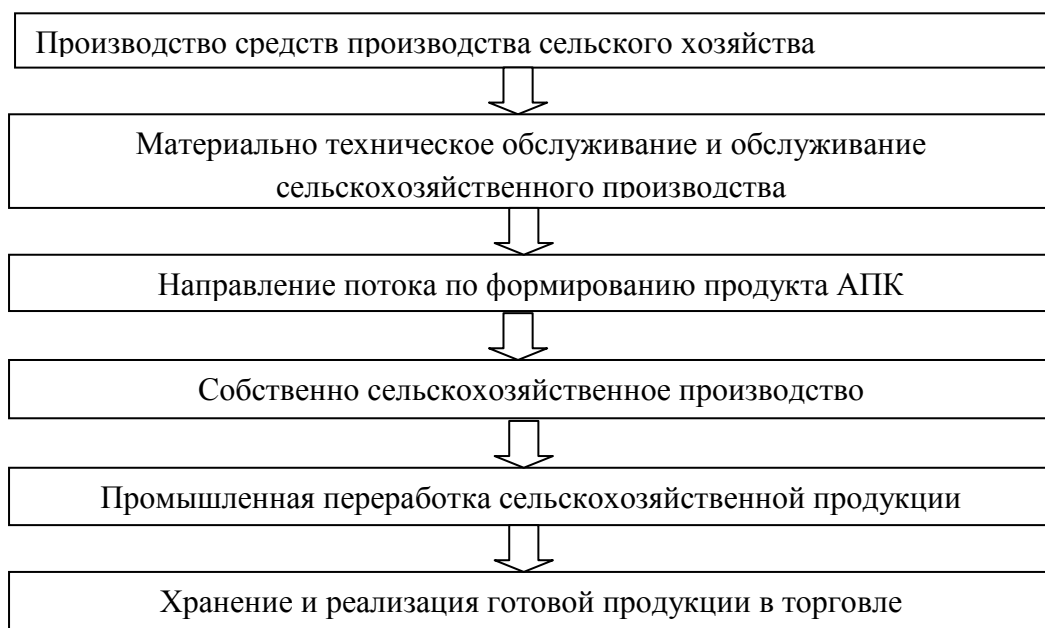 Производство средств производства сельского хозяйства
Материально техническое обслуживание и обслуживание
сельскохозяйственного производства
Направление потока по формированию продукта АПК
Собственно сельскохозяйственное производство
Промышленная переработка сельскохозяйственной продукции
Хранение и реализация готовой продукции в торговле